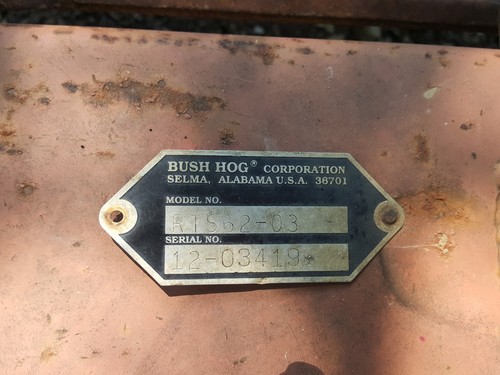 BUSH HOG® CORPORATION
SELMA, ALABAMA U.S.A. 36701
MODEL NO.
RTS62-03
SERIAL NO.
12-03419